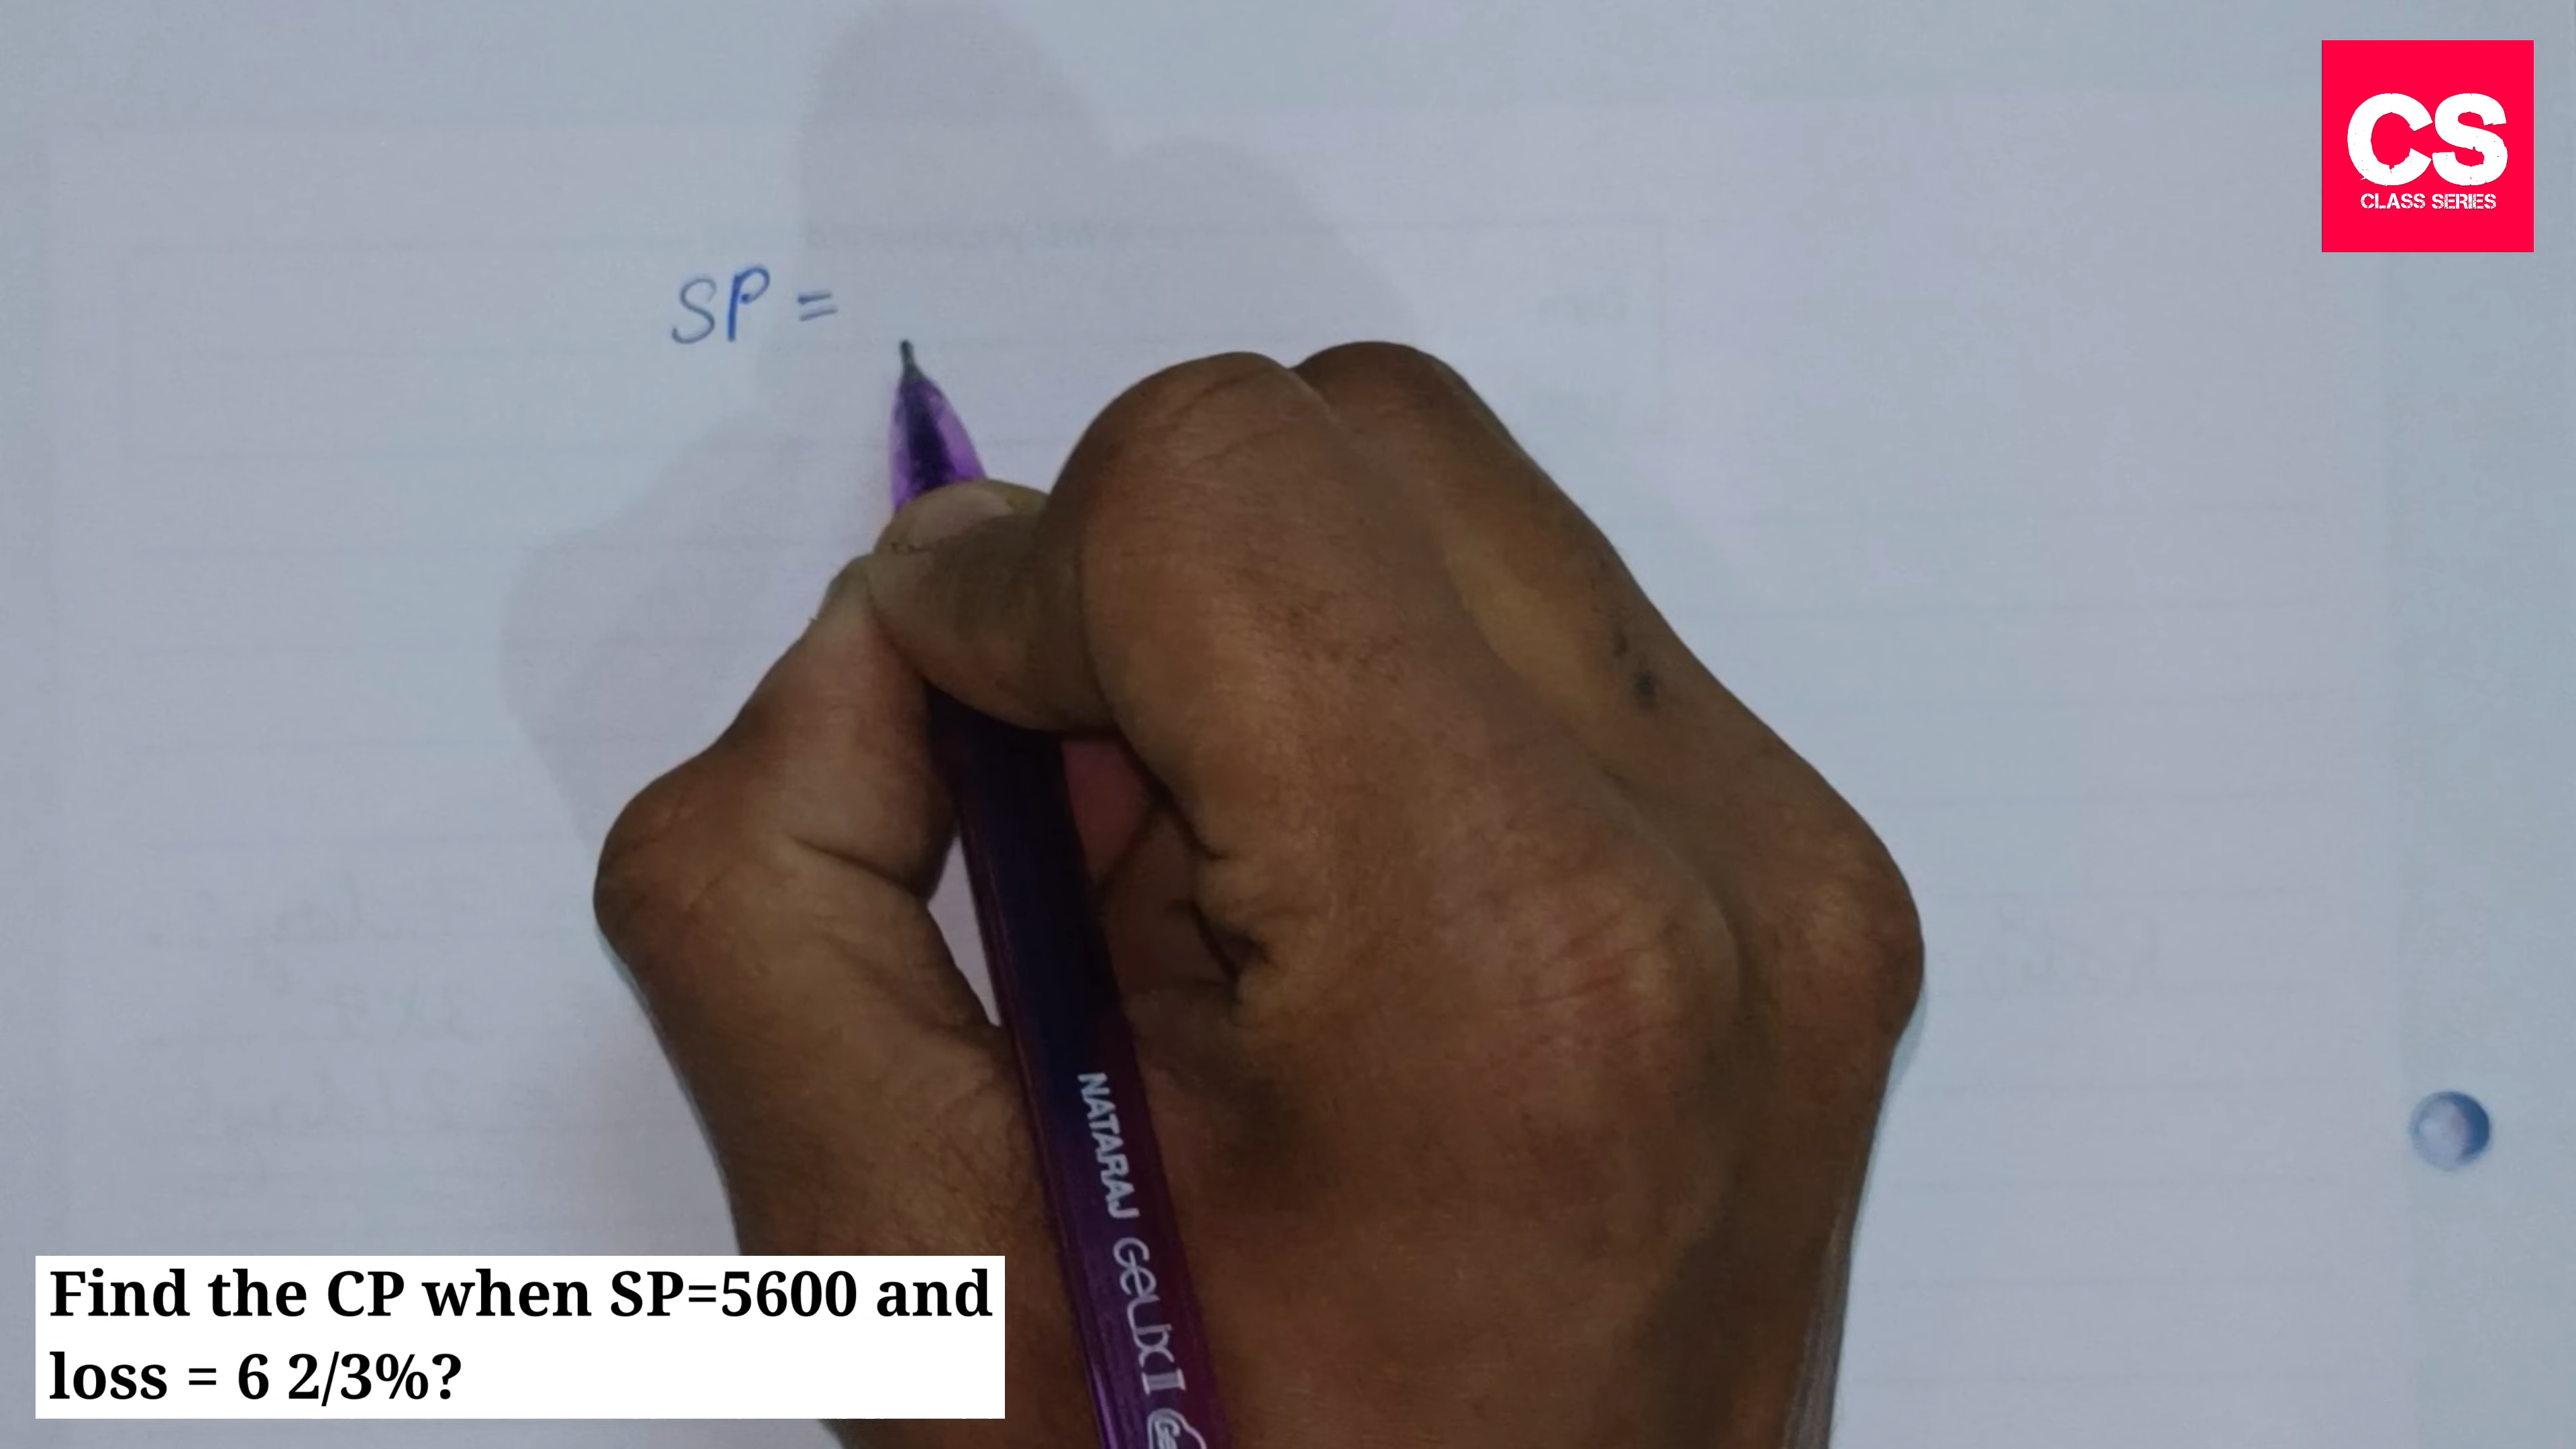 CS
CLASS SERIES
SP =
NATARAJ GELIX I
Find the CP when SP=5600 and
loss = 6 2/3%?